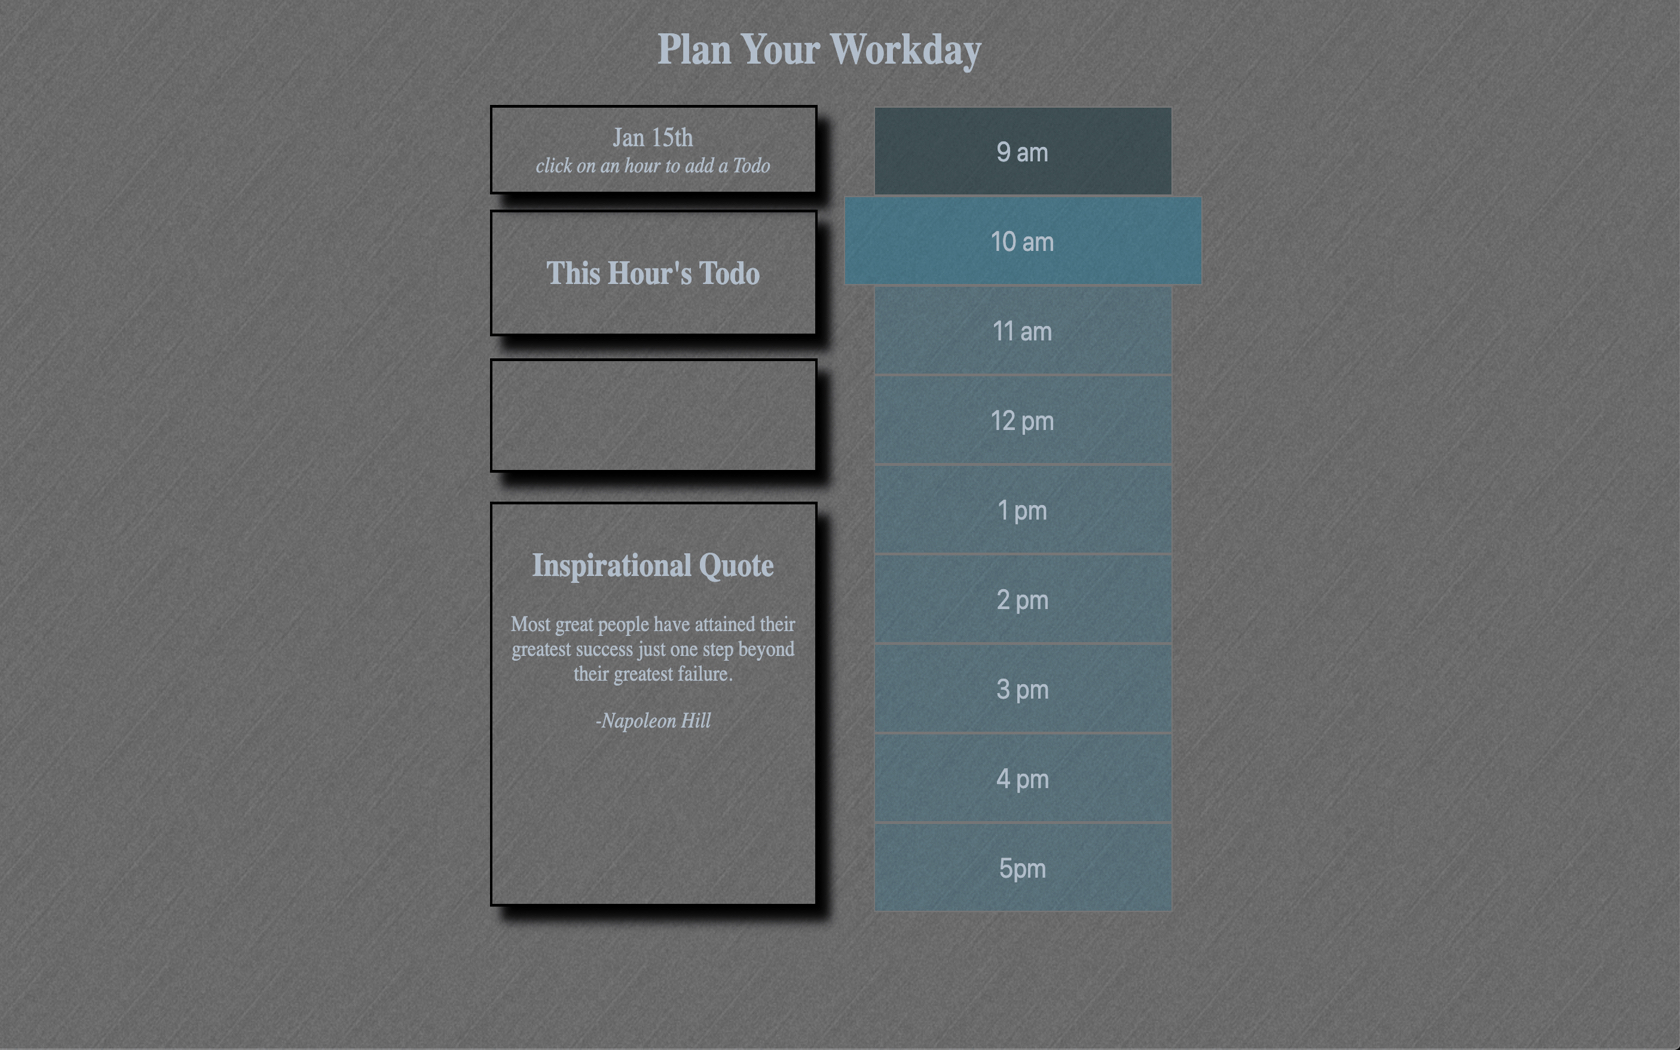 Plan Your Workday
Jan 15th
click on an hour to add a Todo
This Hour's Todo
Inspirational Quote
Most great people have attained their
greatest success just one step beyond
their greatest failure.
-Napoleon Hill
9 am
10 am
11 am
12 pm
1 pm
2 pm
3 pm
4 pm
5pm